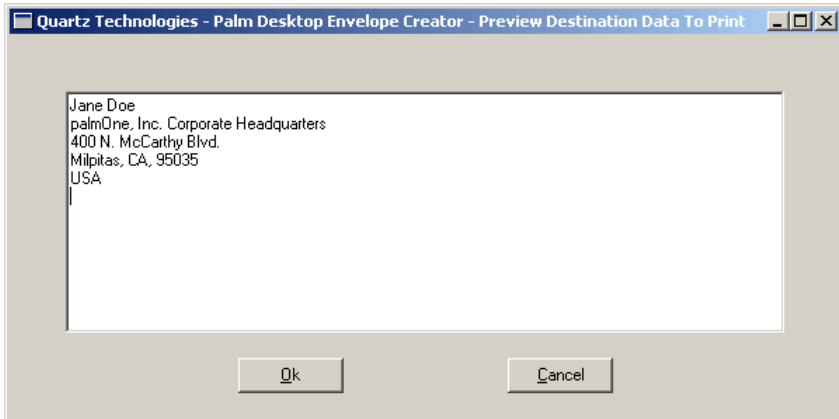 Quartz Technologies - Palm Desktop Envelope Creator - Preview Destination Data To Print
Jane Doe
palmOne, Inc. Corporate Headquarters
400 N. McCarthy Blvd.
Milpitas, CA, 95035
USA
Ok
Cancel